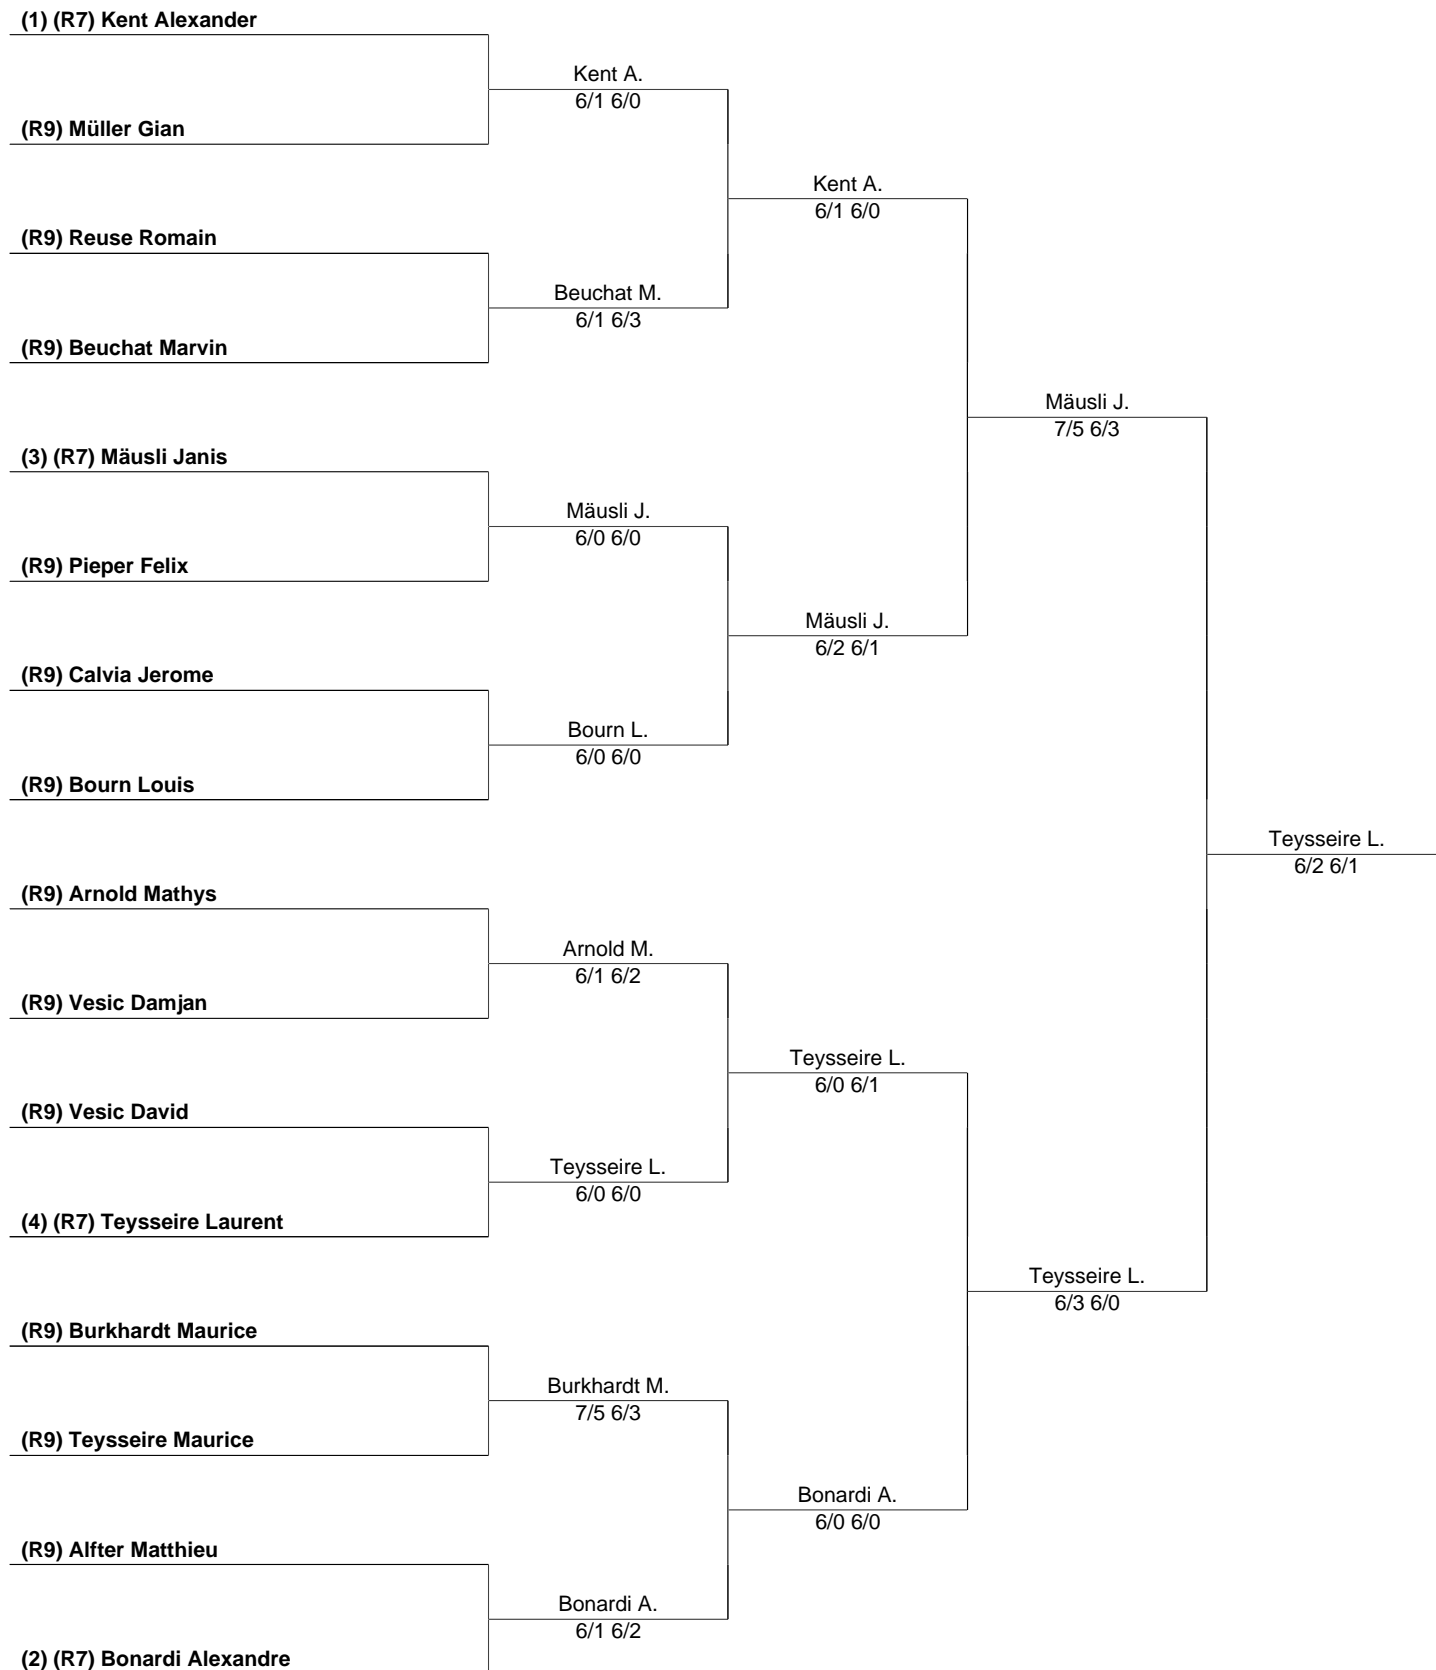 (1) (R7) Kent Alexander
Kent A.
6/1 6/0
(R9) Müller Gian
Kent A.
6/1 6/0
(R9) Reuse Romain
Beuchat M.
6/1 6/3
(R9) Beuchat Marvin
Mäusli J.
7/5 6/3
(3) (R7) Mäusli Janis
Mäusli J.
6/0 6/0
(R9) Pieper Felix
Mäusli J.
6/2 6/1
(R9) Calvia Jerome
Bourn L.
6/0 6/0
(R9) Bourn Louis
Teysseire L.
6/2 6/1
(R9) Arnold Mathys
Arnold M.
6/1 6/2
(R9) Vesic Damjan
Teysseire L.
6/0 6/1
(R9) Vesic David
Teysseire L.
6/0 6/0
(4) (R7) Teysseire Laurent
Teysseire L.
6/3 6/0
(R9) Burkhardt Maurice
Burkhardt M.
7/5 6/3
(R9) Teysseire Maurice
Bonardi A.
6/0 6/0
(R9) Alfter Matthieu
Bonardi A.
6/1 6/2
(2) (R7) Bonardi Alexandre